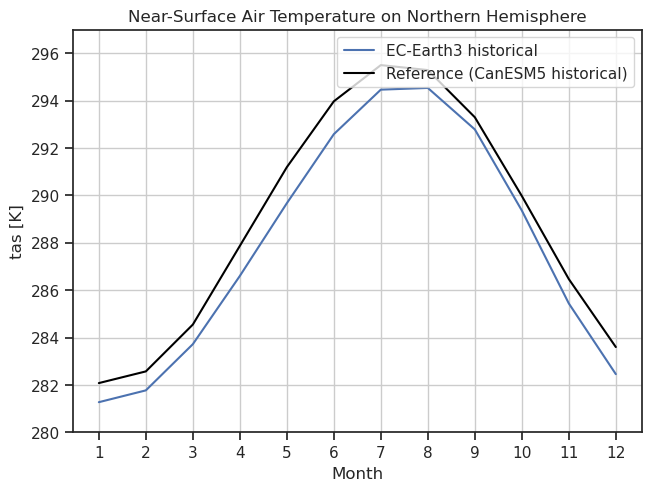 Near-Surface Air Temperature on Northern Hemisphere
EC-Earth3 historical
Reference (CanESM5 historical)
tas [K]
296
294
292
290
288
286
284
282
280
1 2 3 4 5 6 7 8 9 10 11 12
Month